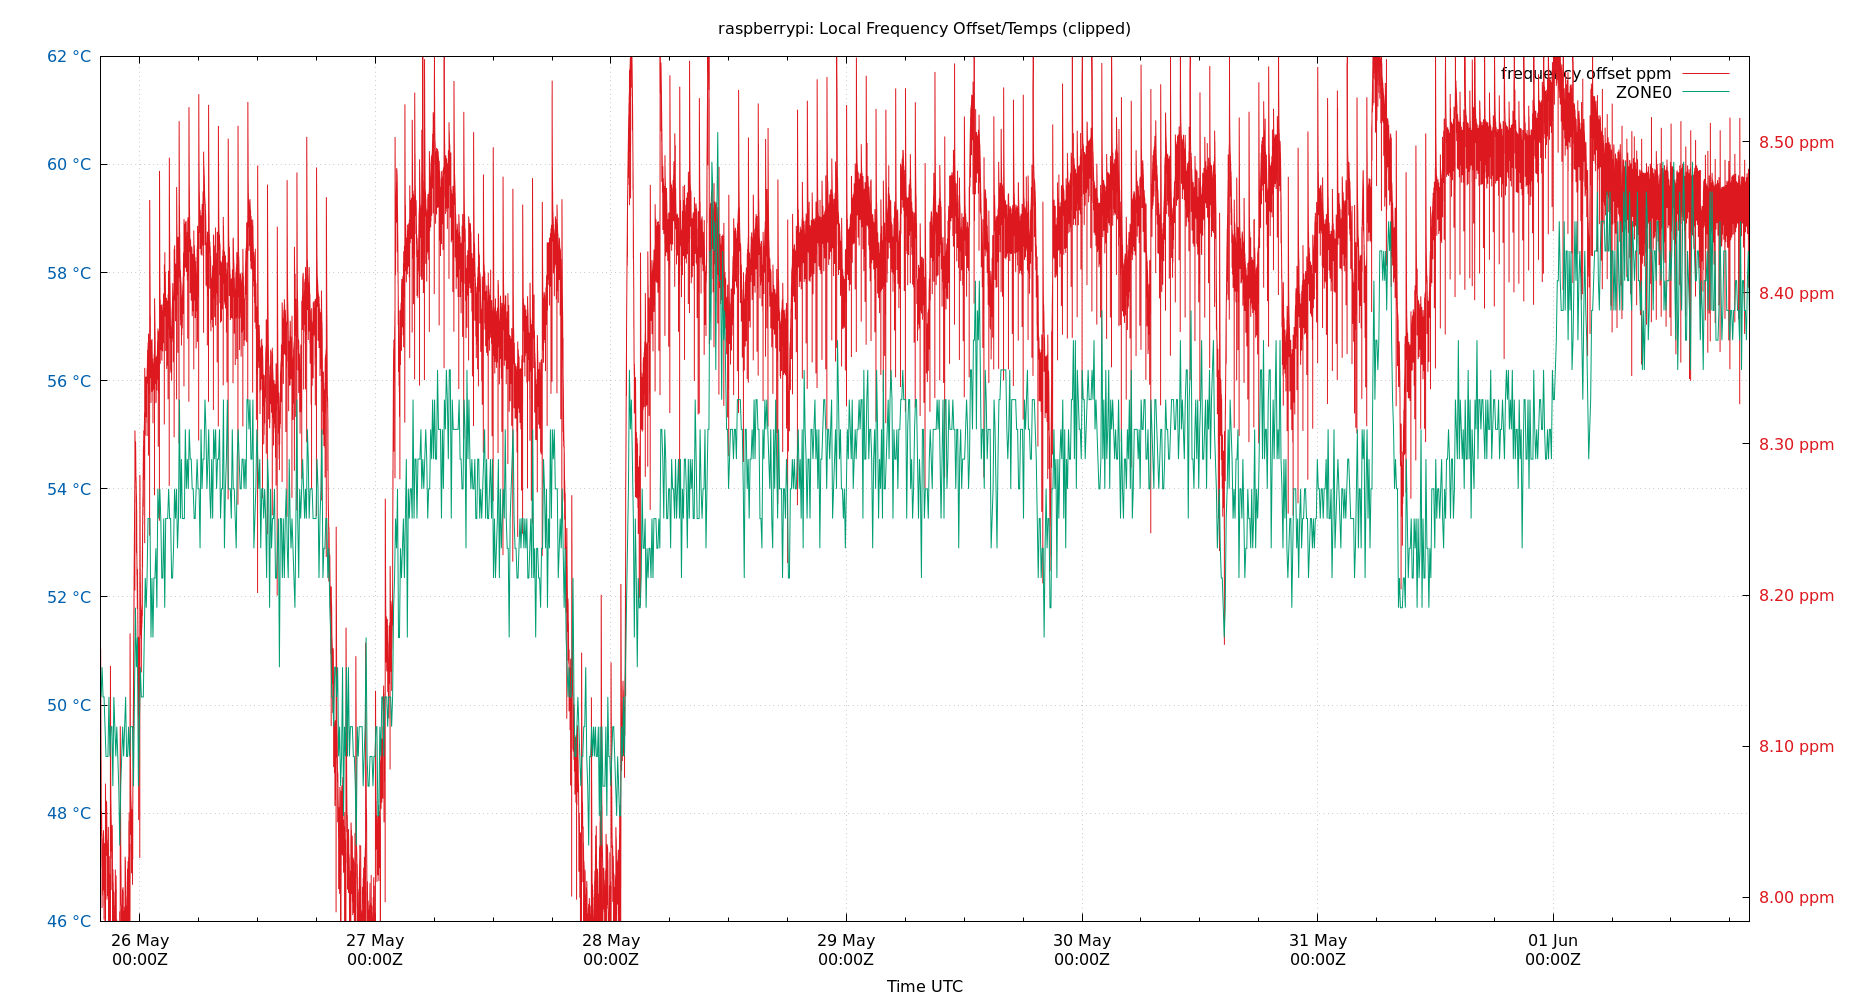 raspberrypi: Local Frequency Offset/Temps (clipped)
62 °C
60 °C
58 °C
56 °C
54 °C
52 °C
50 °C
48 °C
46 °C
frequency offset ppm
ZONE0
8.50 ppm
8.40 ppm
8.30 ppm
8.20 ppm
8.10 ppm
8.00 ppm
26 May
00:00Z
27 May
00:00Z
28 May
00:00Z
29 May
00:00Z
30 May
00:00Z
31 May
00:00Z
01 Jun
00:00Z
Time UTC